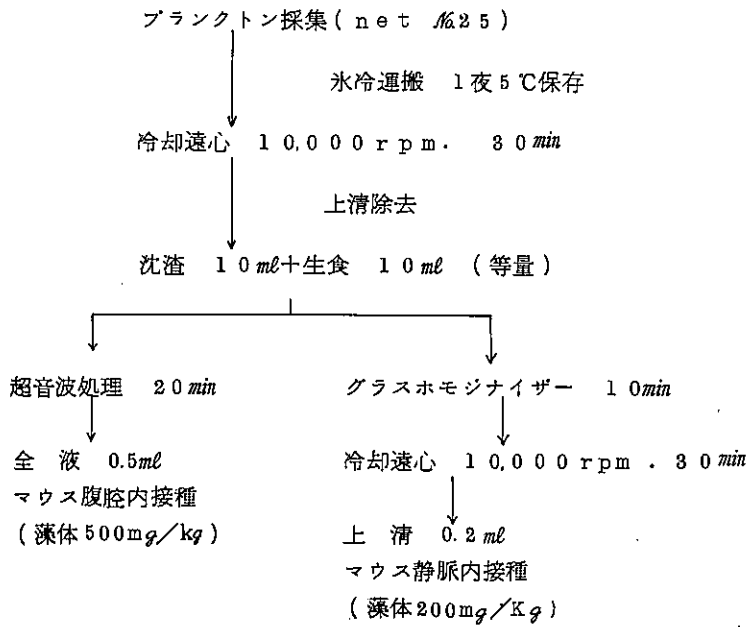 プランクトン採集(net №25)
氷冷運搬 1夜5℃保存
冷却遠心 10,000rpm. 30min
上清除去
沈渣 10ml+生食 10ml (等量)
超音波処理 20min
グラスホモジナイザー 10min
全液 0.5ml
マウス腹腔内接種
(藻体500mg/kg)
冷却遠心 10,000rpm.30min
上清 0.2ml
マウス静脈内接種
(藻体200mg/Kg)